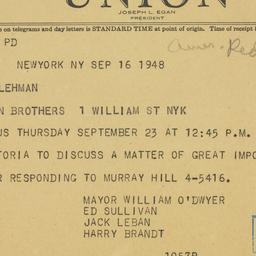 UNION
JOSEPH L. EGAN
PRESIDENT
on telegrams and day letters is STANDARD TIME at point of origin. Time of receipt i
PD
NEWYORK NY SEP 16 1948
LEHMAN
N BROTHERS 1 WILLIAM ST NYK
US THURSDAY SEPTEMBER 23 AT 12:45 P.M.
TORIA TO DISCUSS A MATTER OF GREAT IMPO
R RESPONDING TO MURRAY HILL 4-5416.
MAYOR WILLIAM O'DWYER
ED SULLIVAN
JACK LEBAN
HARRY BRANDT